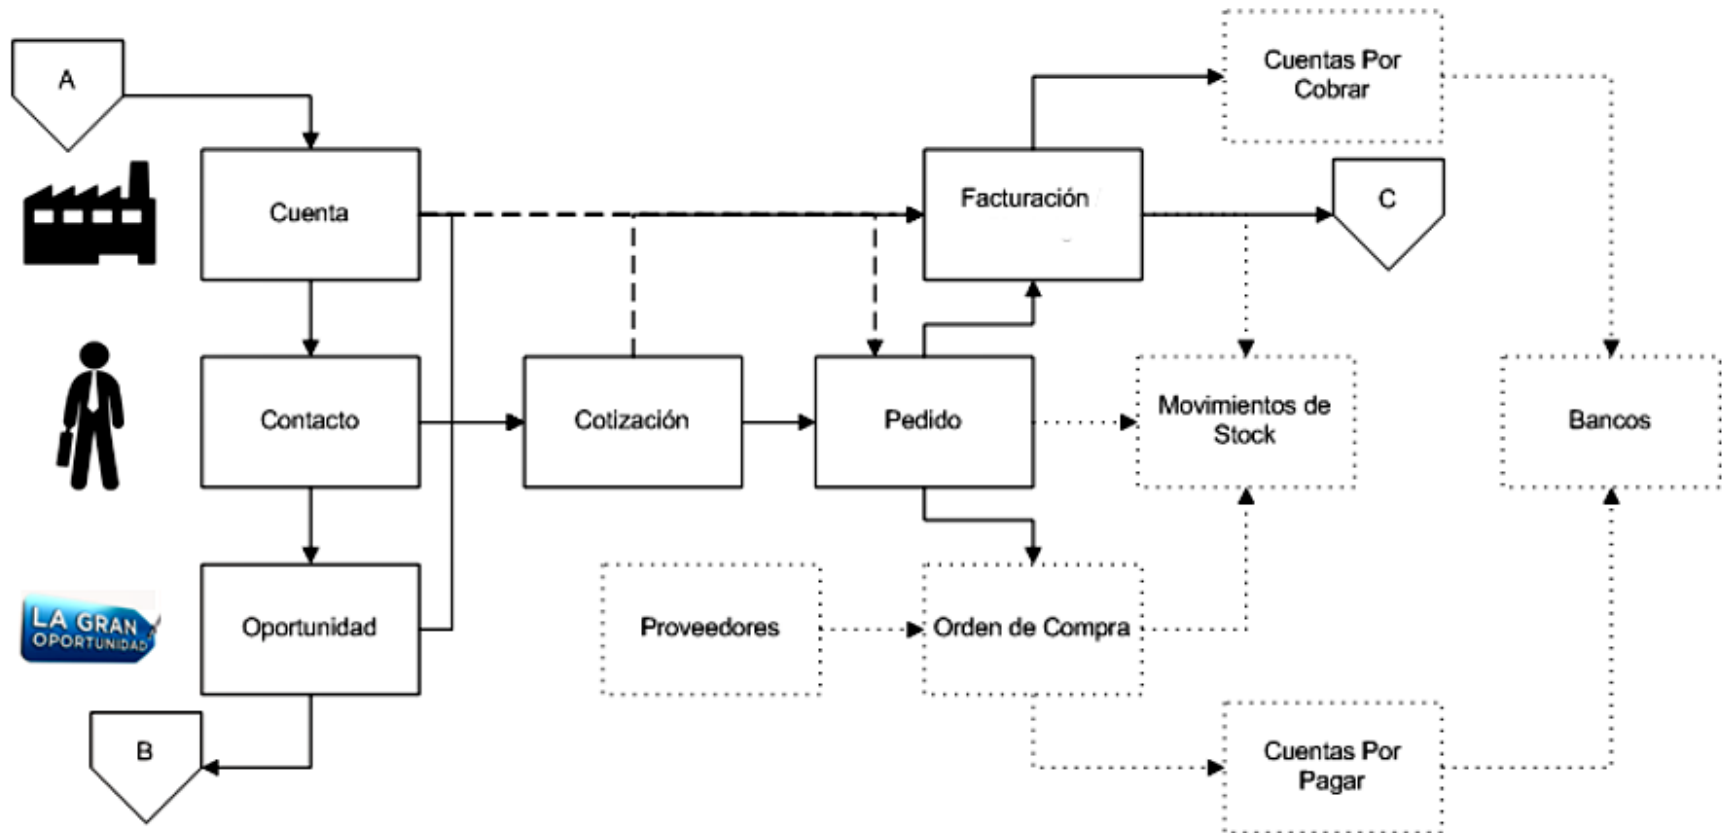 A
Cuentas Por
Cobrar
Cuenta
Facturación
C
Contacto
Cotización
Pedido
Movimientos de
Stock
Bancos
LA GRAN
OPORTUNIDAD
Oportunidad
Proveedores
Orden de Compra
B
Cuentas Por
Pagar